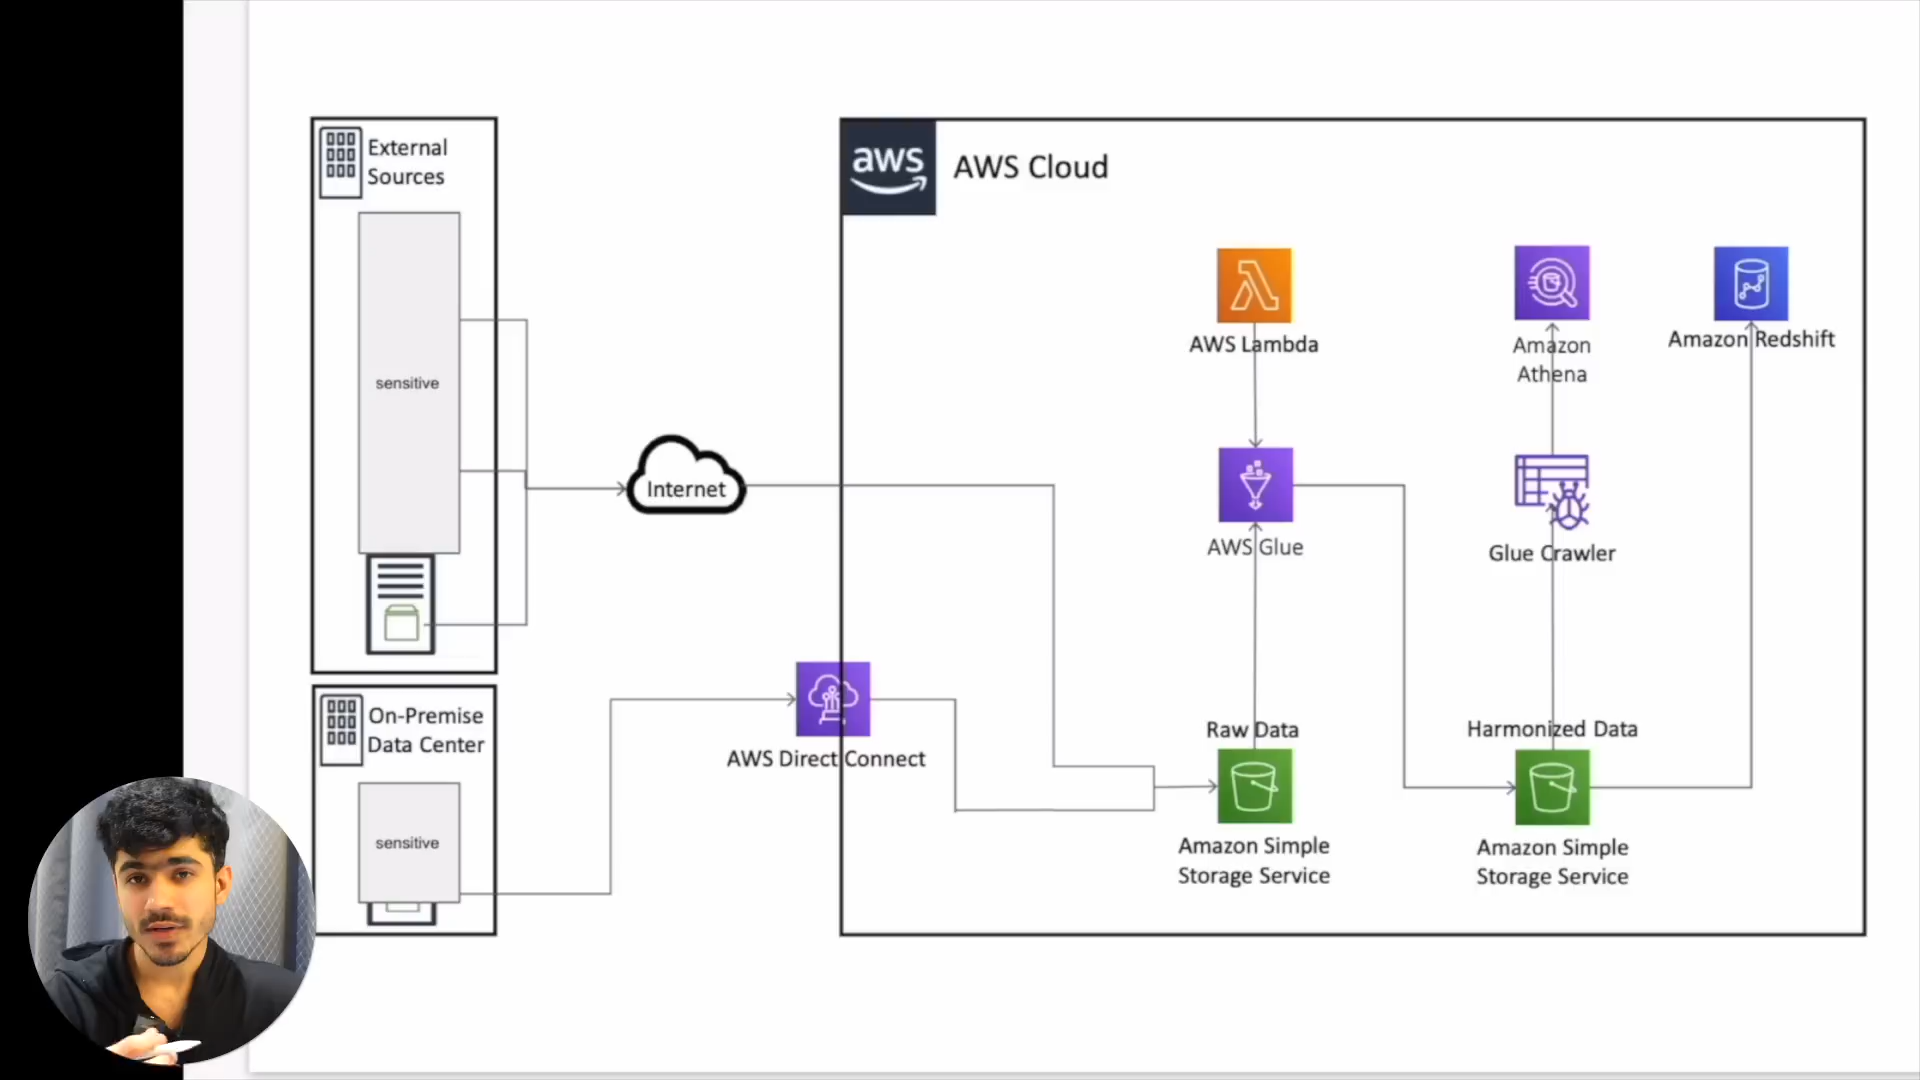 External
Sources
sensitive
On-Premise
Data Center
sensitive
Internet
AWS Direct Connect
aws
AWS Cloud
AWS Lambda
AWS Glue
Raw Data
Amazon Simple
Storage Service
Amazon
Athena
Glue Crawler
Harmonized Data
Amazon Simple
Storage Service
Amazon Redshift